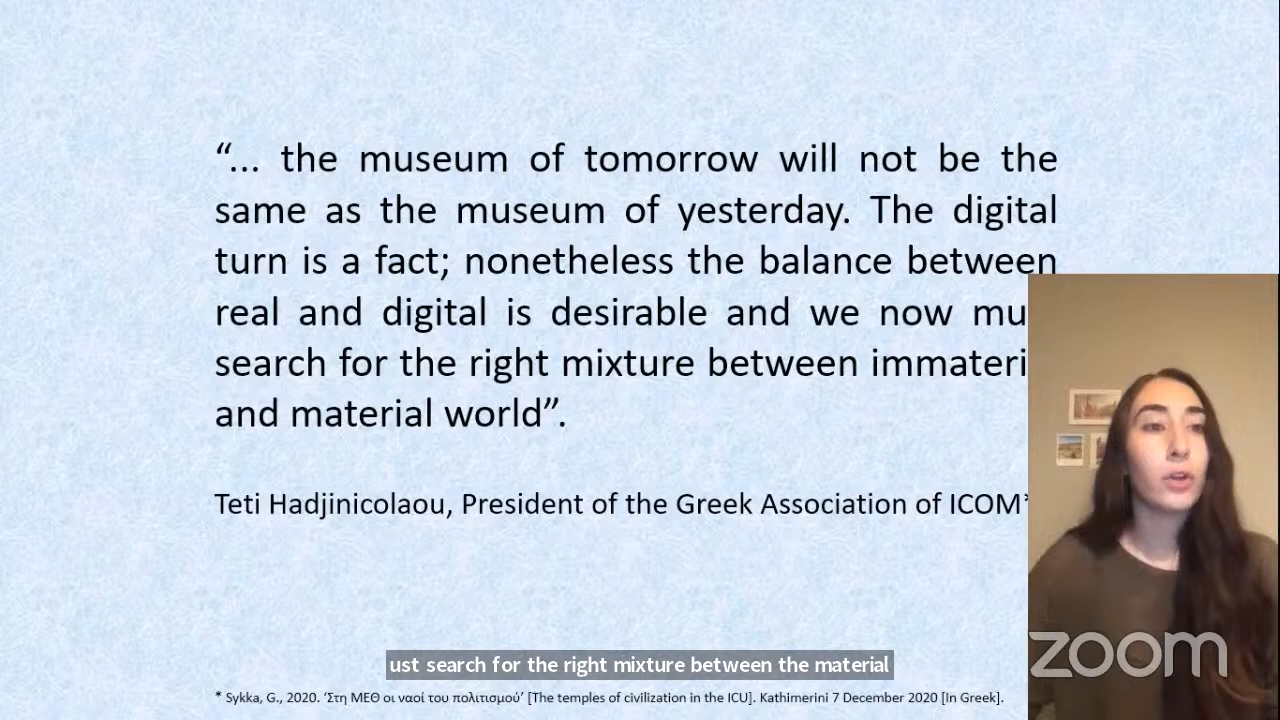 “... the museum of tomorrow will not be the
same as the museum of yesterday. The digital
turn is a fact; nonetheless the balance between
real and digital is desirable and we now mu
search for the right mixture between immateri
and material world”.
Teti Hadjinicolaou, President of the Greek Association of ICOM*
zoom
ust search for the right mixture between the material
* Sykka, G., 2020. ‘Στη ΜΕΘ οι ναοί του πολιτισμού’ [The temples of civilization in the ICU]. Kathimerini 7 December 2020 [In Greek].